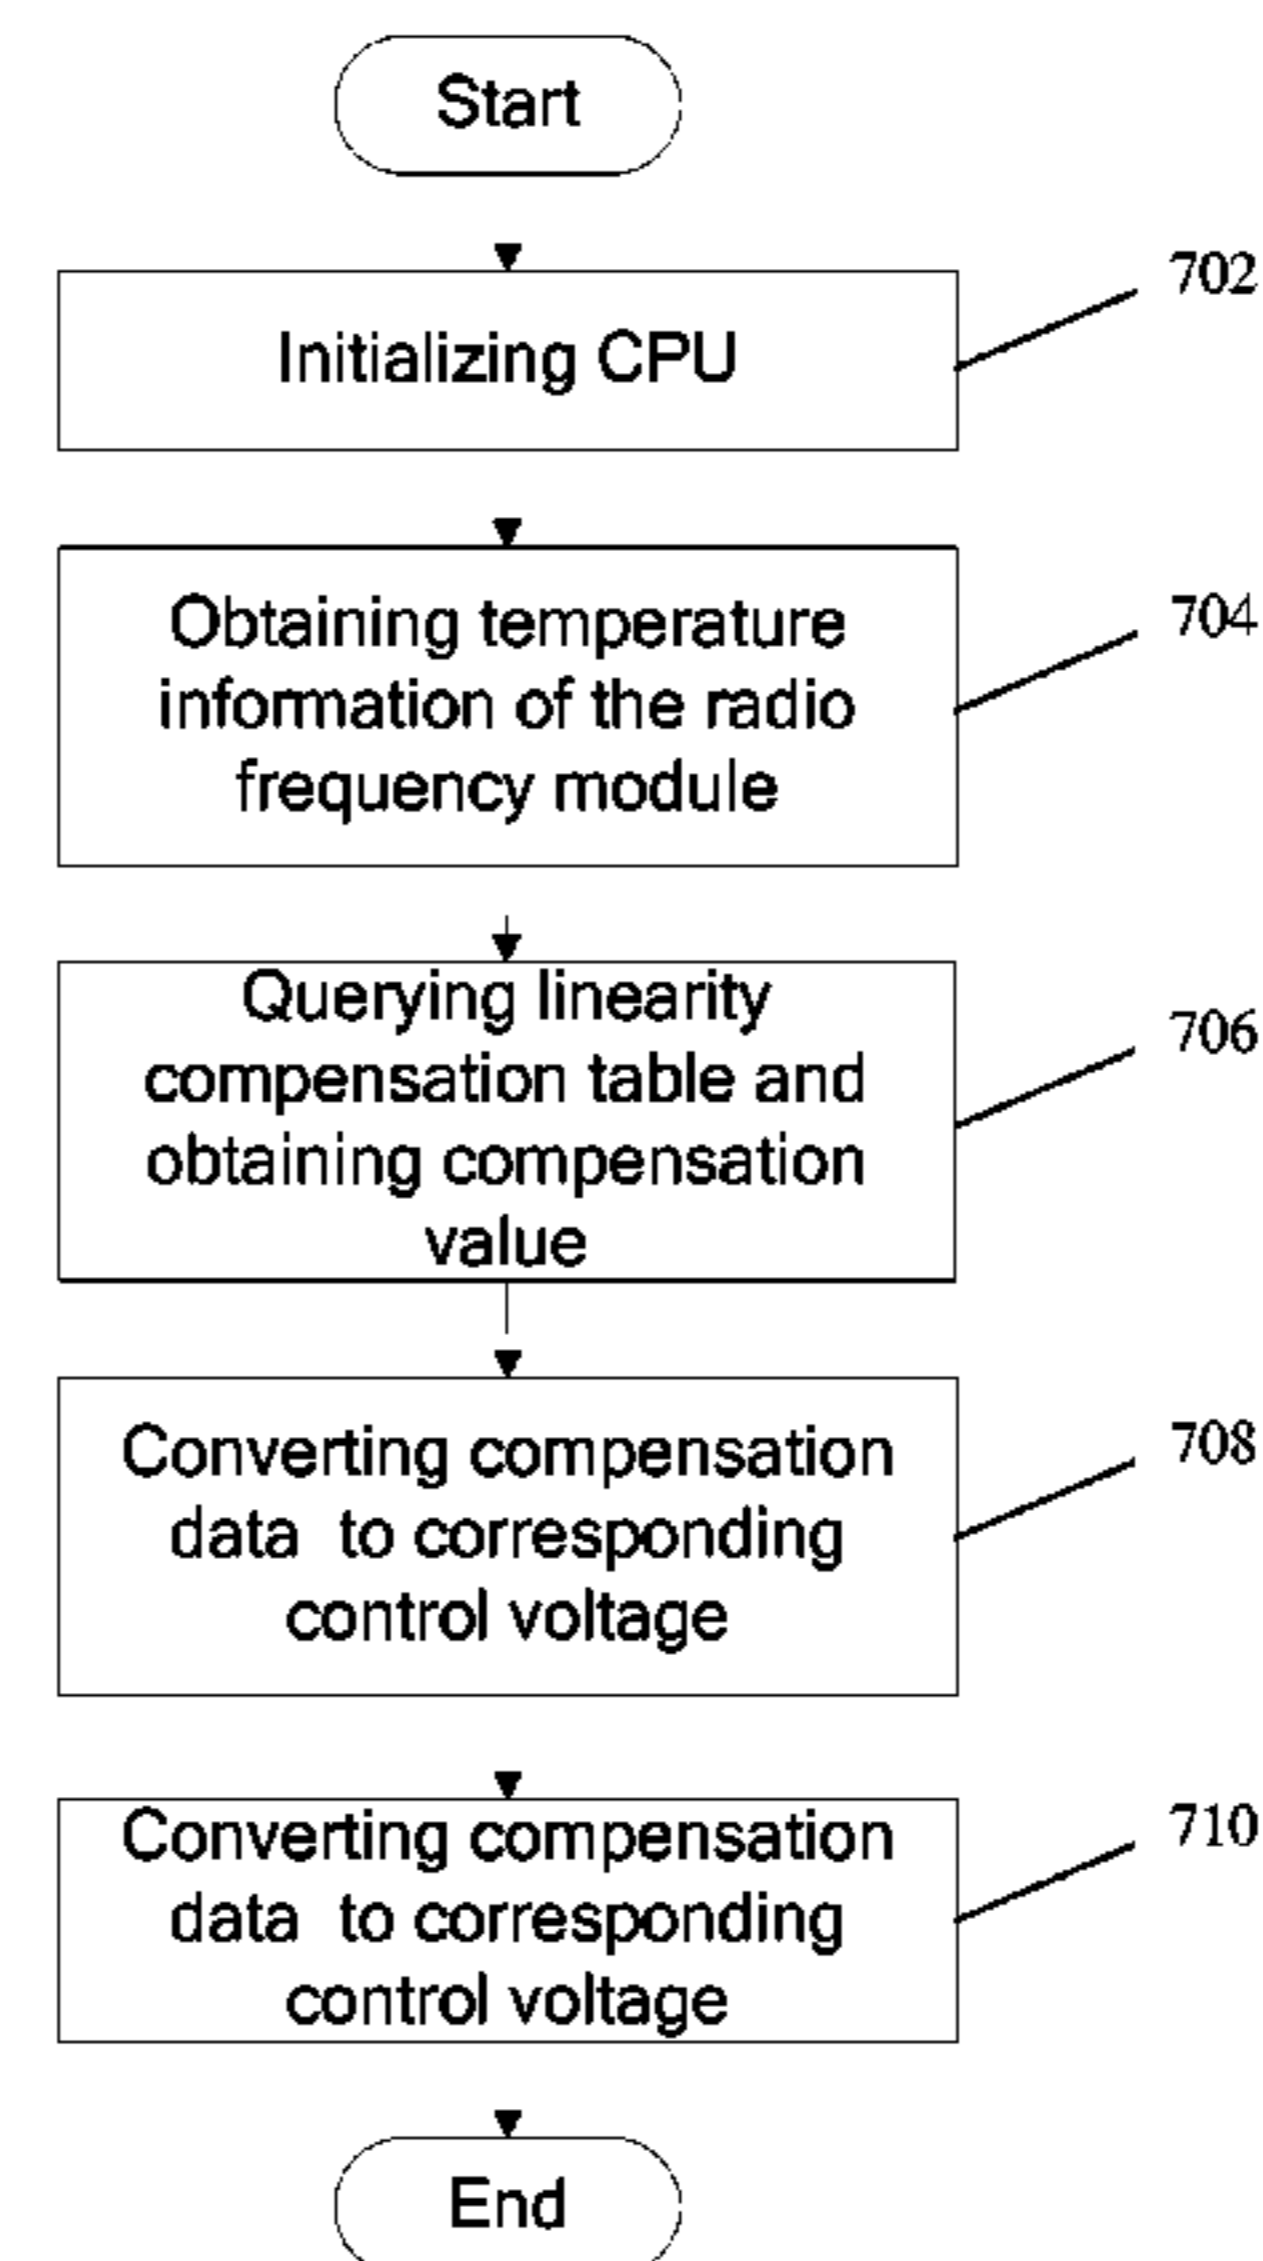 Start
702
Initializing CPU
704
Obtaining temperature
information of the radio
frequency module
706
Querying linearity
compensation table and
obtaining compensation
value
708
Converting compensation
data to corresponding
control voltage
710
Converting compensation
data to corresponding
control voltage
End